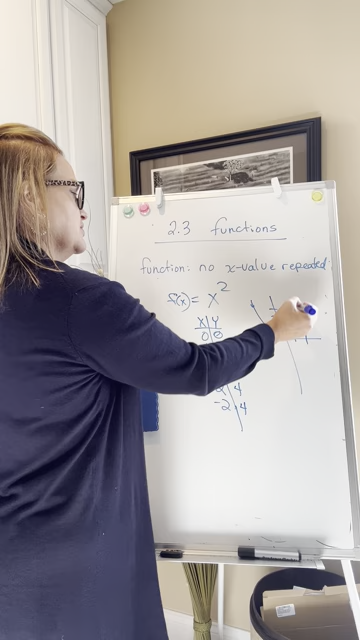 2.3 functions
function: no x-value repeated
f(x) = x²
x | y
0 | 0
2 | 4
-2 | 4